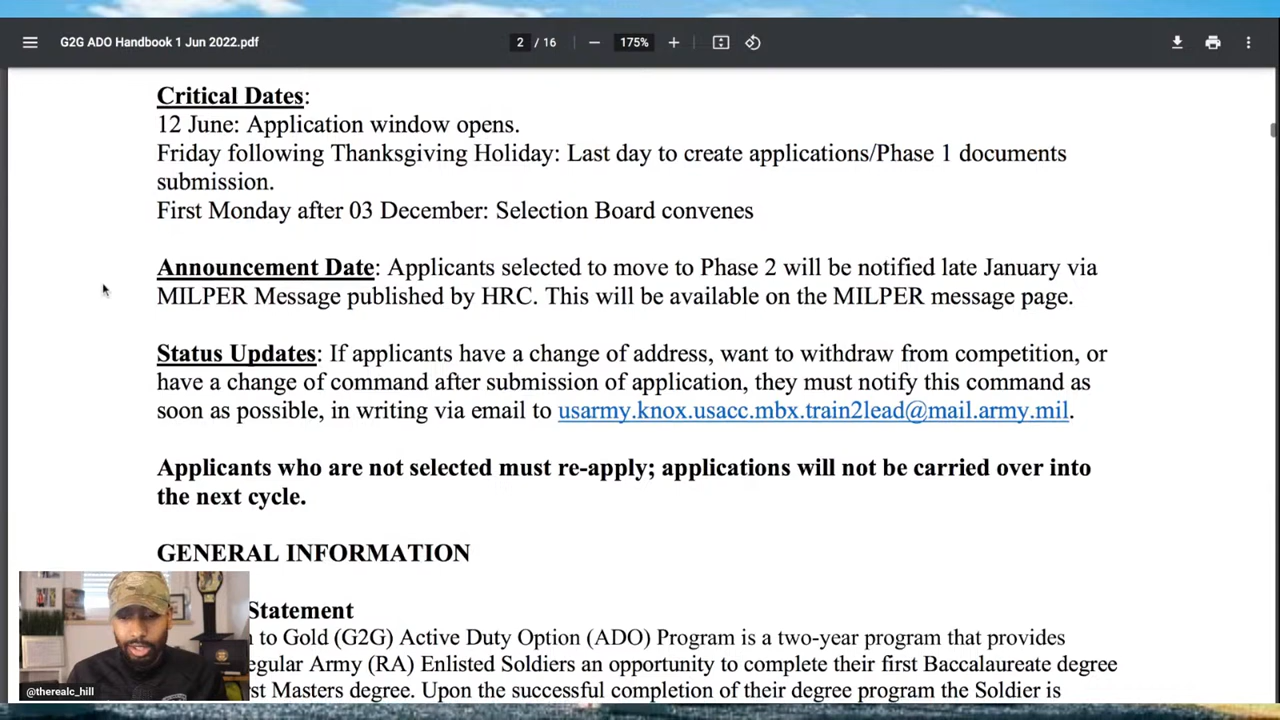 G2G ADO Handbook 1 Jun 2022.pdf
2 / 16
175%
Critical Dates:
12 June: Application window opens.
Friday following Thanksgiving Holiday: Last day to create applications/Phase 1 documents
submission.
First Monday after 03 December: Selection Board convenes
Announcement Date: Applicants selected to move to Phase 2 will be notified late January via
MILPER Message published by HRC. This will be available on the MILPER message page.
Status Updates: If applicants have a change of address, want to withdraw from competition, or
have a change of command after submission of application, they must notify this command as
soon as possible, in writing via email to usarmy.knox.usacc.mbx.train2lead@mail.army.mil.
Applicants who are not selected must re-apply; applications will not be carried over into
the next cycle.
GENERAL INFORMATION
Statement
to Gold (G2G) Active Duty Option (ADO) Program is a two-year program that provides
Army (RA) Enlisted Soldiers an opportunity to complete their first Baccalaureate degree
Masters degree. Upon the successful completion of their degree program the Soldier is
@therealc_hill